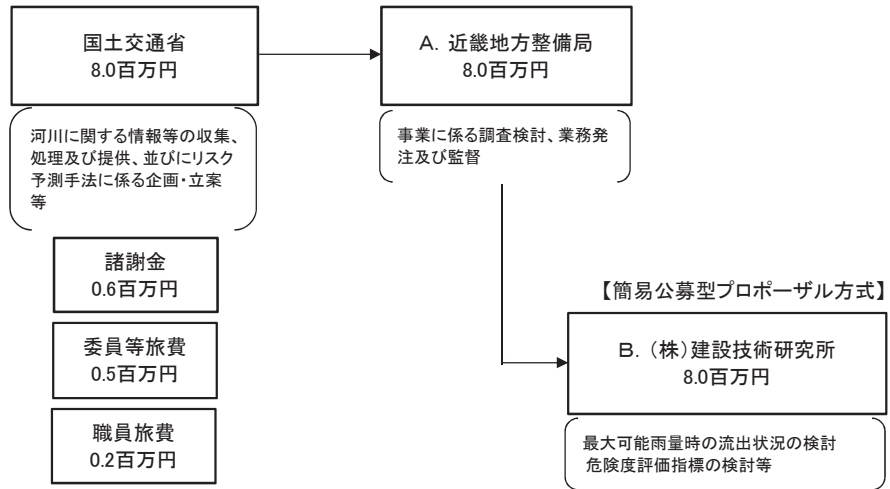 国土交通省
8.0百万円
A．近畿地方整備局
8.0百万円
河川に関する情報等の収集、
処理及び提供、並びにリスク
予測手法に係る企画・立案
等
事業に係る調査検討、業務発
注及び監督
諸謝金
0.6百万円
委員等旅費
0.5百万円
職員旅費
0.2百万円
【簡易公募型プロポーザル方式】
B．（株）建設技術研究所
8.0百万円
最大可能雨量時の流出状況の検討
危険度評価指標の検討等